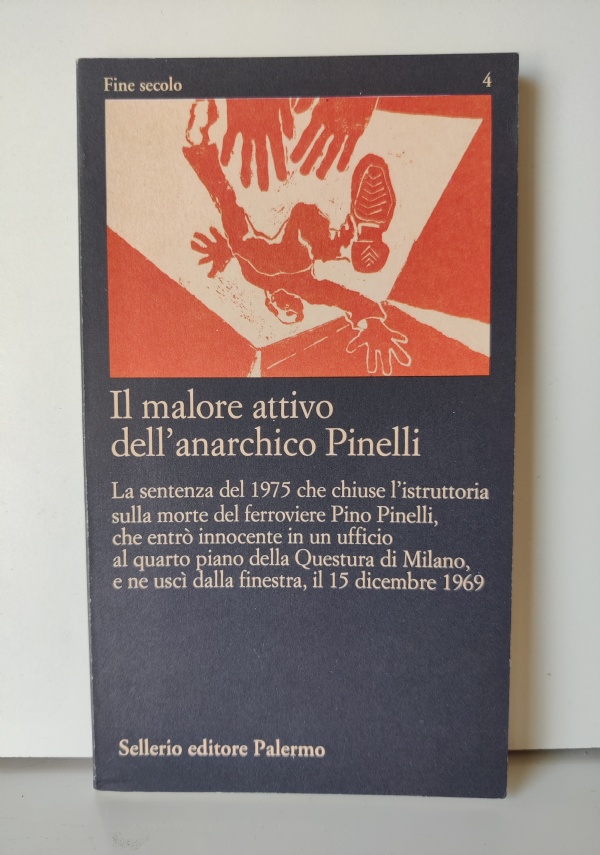 Fine secolo 4
Il malore attivo
dell'anarchico Pinelli
La sentenza del 1975 che chiuse l'istruttoria
sulla morte del ferroviere Pino Pinelli,
che entrò innocente in un ufficio
al quarto piano della Questura di Milano,
e ne uscì dalla finestra, il 15 dicembre 1969
Sellerio editore Palermo